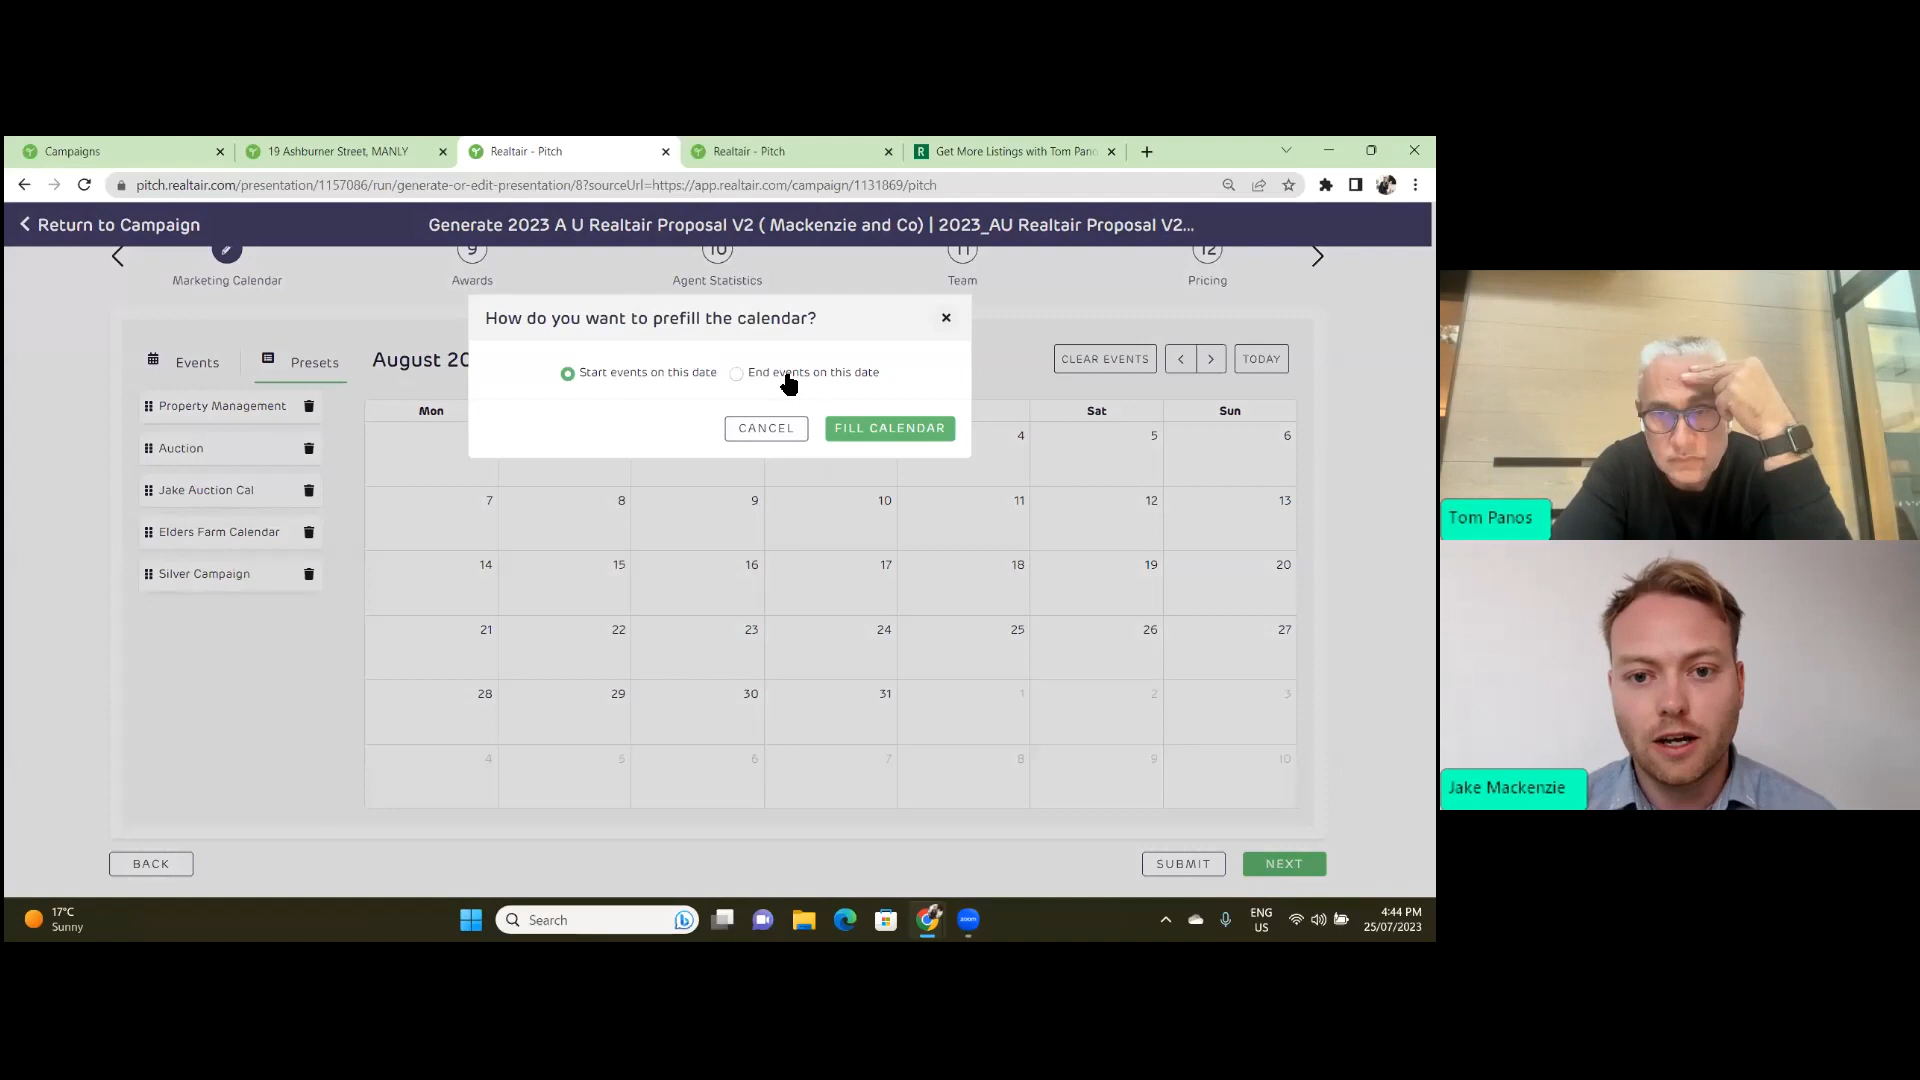 Campaigns
19 Ashburner Street, MANLY
Realtair - Pitch
Realtair - Pitch
Get More Listings with Tom Pano
pitch.realtair.com/presentation/1157086/run/generate-or-edit-presentation/8?sourceUrl=https://app.realtair.com/campaign/1131869/pitch
Return to Campaign
Generate 2023 A U Realtair Proposal V2 ( Mackenzie and Co) | 2023_AU Realtair Proposal V2...
9 10 11 12
Marketing Calendar Awards Agent Statistics Team Pricing
How do you want to prefill the calendar?
Start events on this date End events on this date
CANCEL FILL CALENDAR
Events Presets
August 20
CLEAR EVENTS TODAY
Property Management
Auction
Jake Auction Cal
Elders Farm Calendar
Silver Campaign
Mon Sat Sun
4 5 6
7 8 9 10 11 12 13
14 15 16 17 18 19 20
21 22 23 24 25 26 27
28 29 30 31 1 2 3
4 5 6 7 8 9 10
BACK SUBMIT NEXT
Tom Panos
Jake Mackenzie
17°C
Sunny
Search
zoom
ENG
US
4:44 PM
25/07/2023